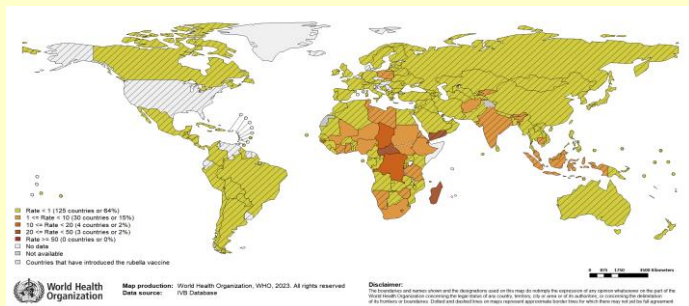 Rate < 1 (125 countries or 64%)
1 <= Rate < 10 (30 countries or 15%)
10 <= Rate < 20 (4 countries or 2%)
20 <= Rate < 50 (3 countries or 2%)
Rate >= 50 (0 countries or 0%)
No data
Not available
Countries that have introduced the rubella vaccine
World Health
Organization
Map production: World Health Organization, WHO, 2023. All rights reserved
Data source: IVB Database
Disclaimer:
The boundaries and names shown and the designations used on this map do not imply the expression of any opinion whatsoever on the part of the
World Health Organization concerning the legal status of any country, territory, city or area or of its authorities, or concerning the delimitation
of its frontiers or boundaries. Dotted and dashed lines on maps represent approximate border lines for which there may not yet be full agreement